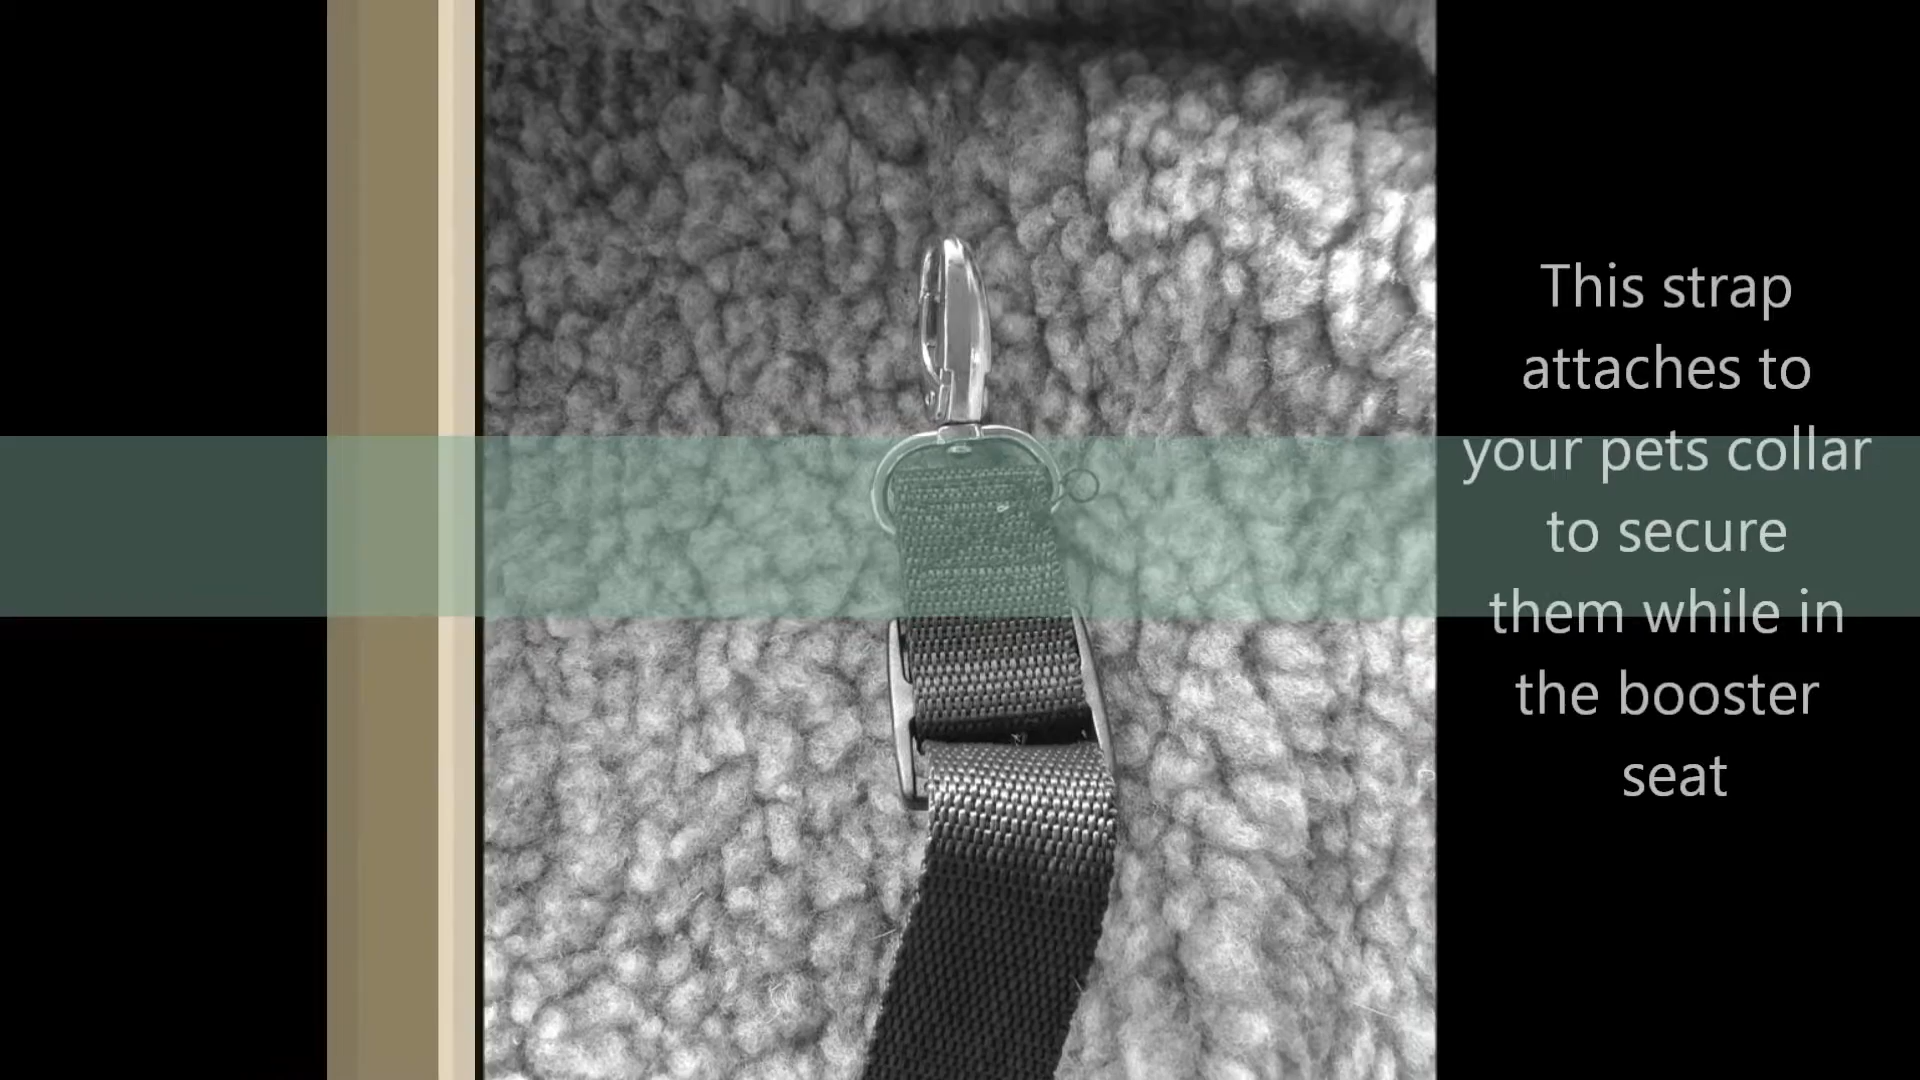 This strap
attaches to
your pets collar
to secure
them while in
the booster
seat